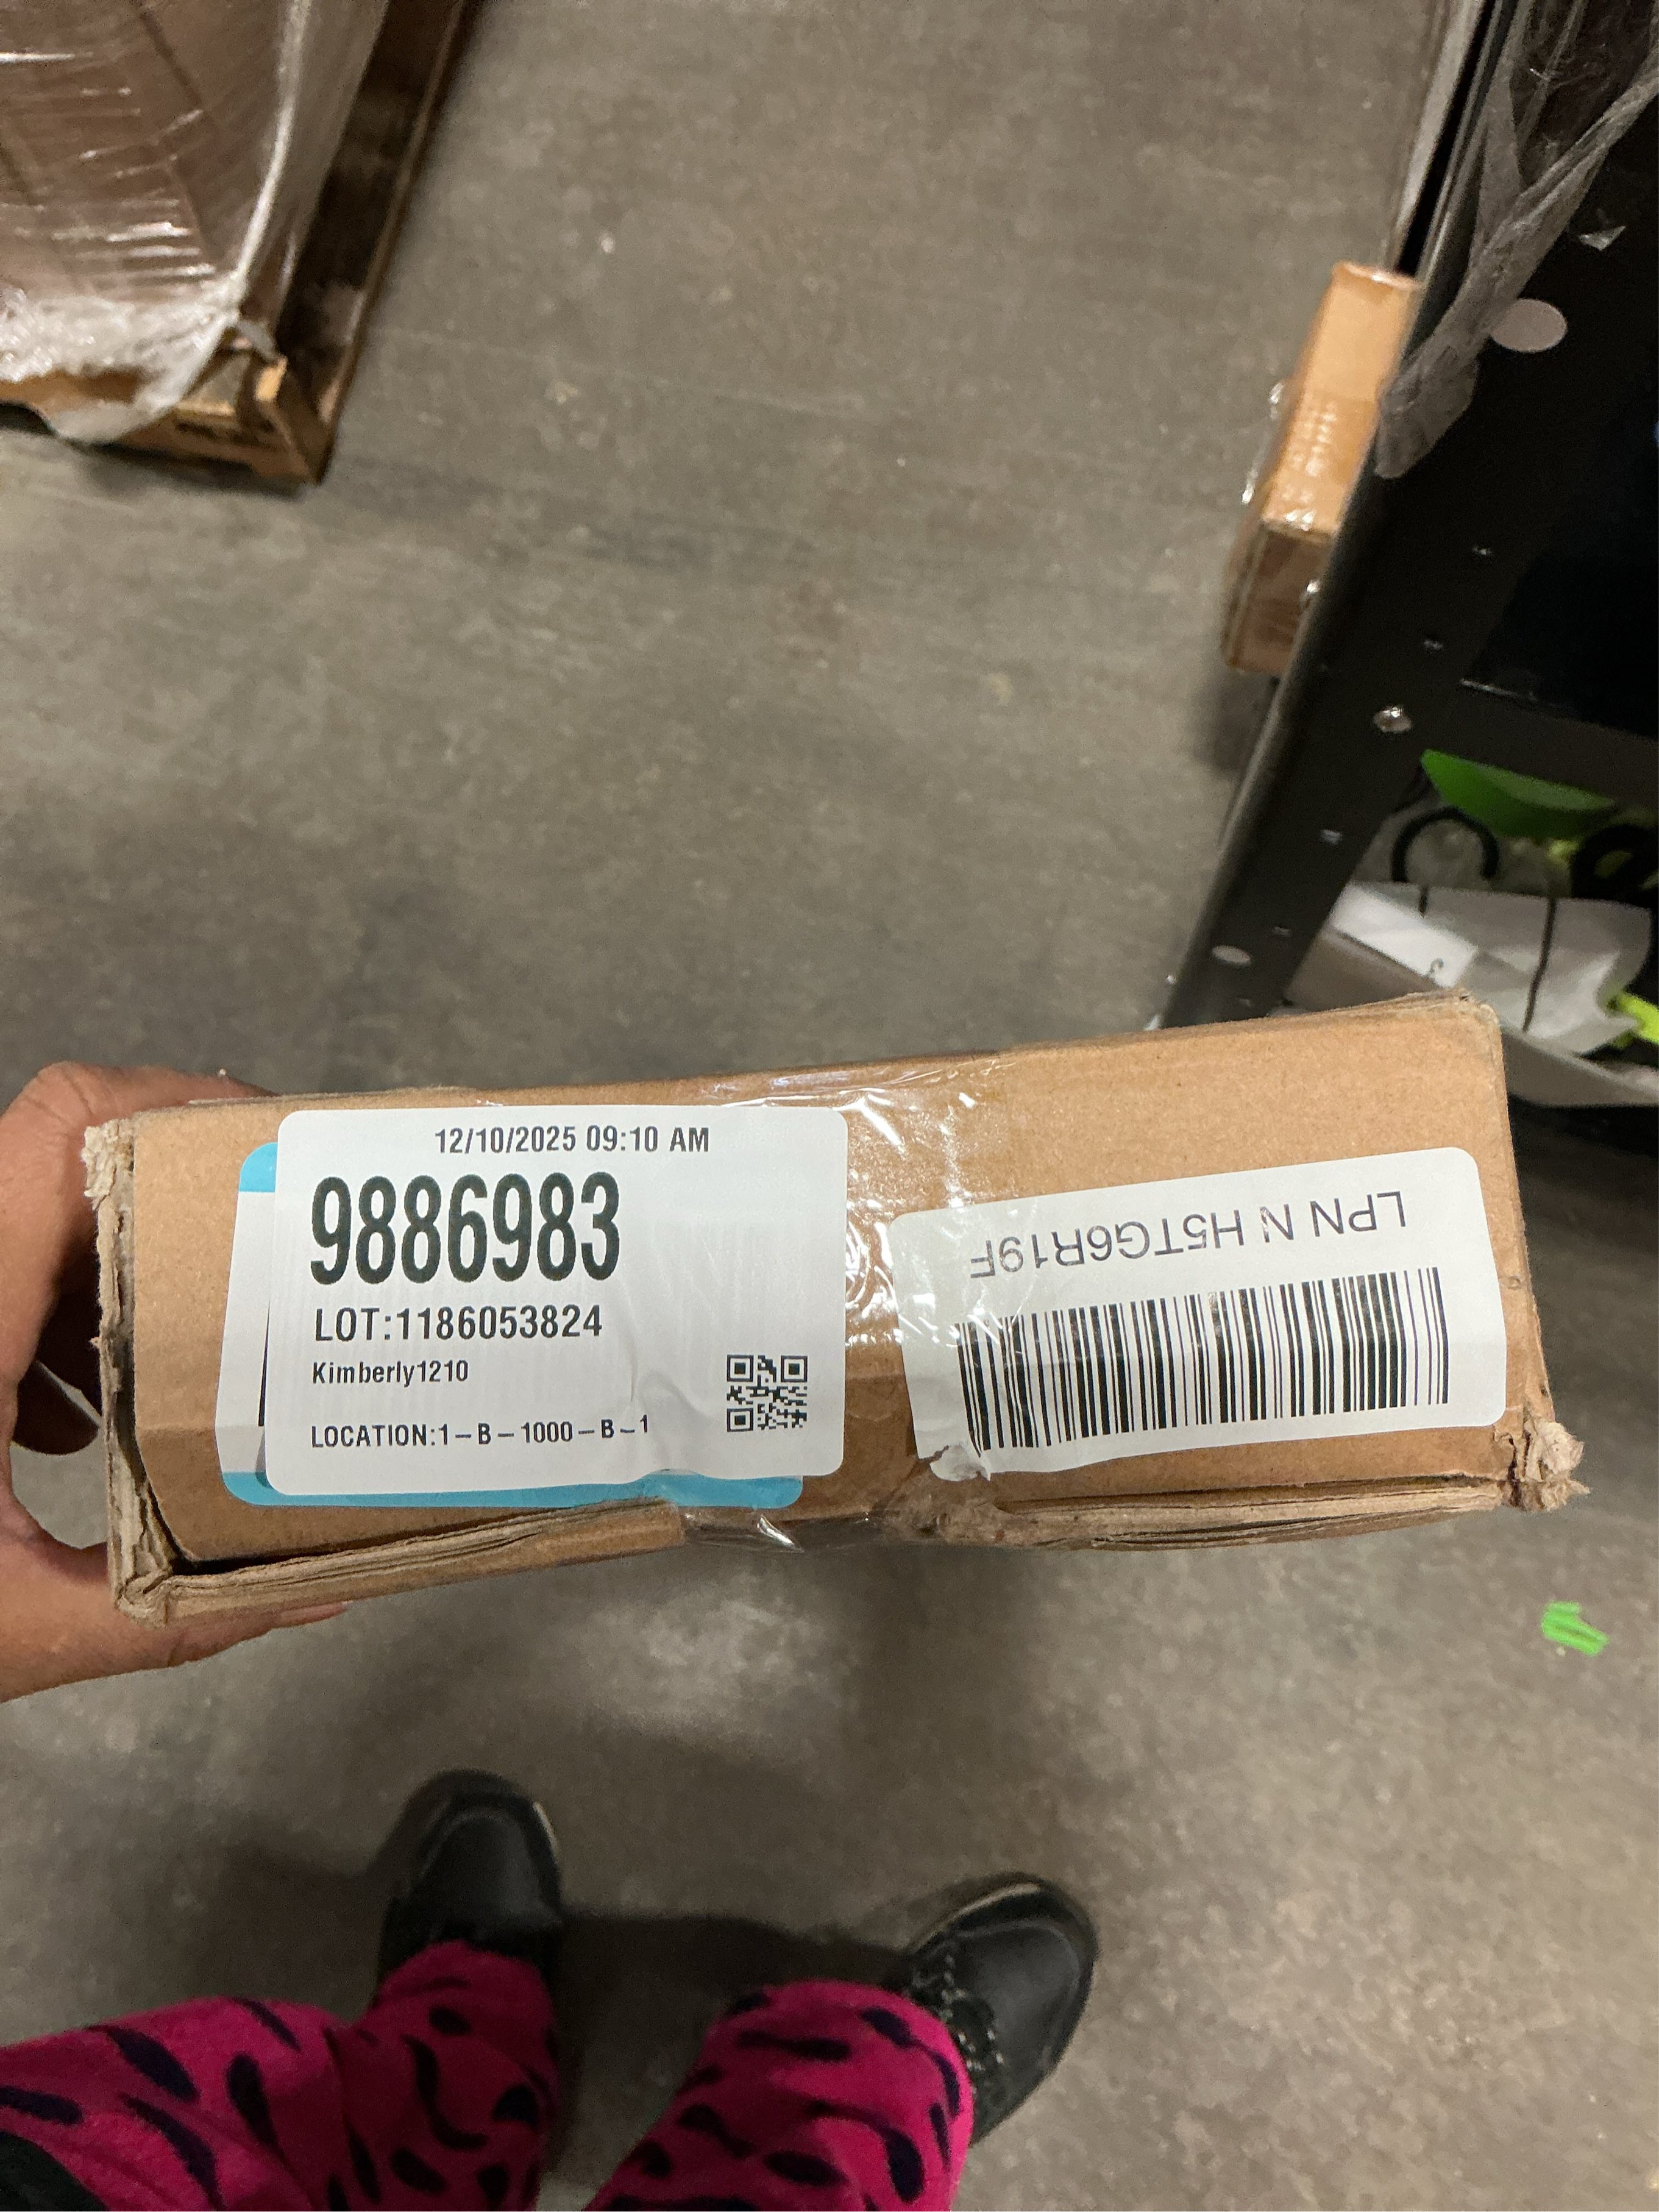 12/10/2025 09:10 AM
9886983
LOT:1186053824
Kimberly1210
LOCATION:1-B-1000-B-1
LPN N H5TG6R19F